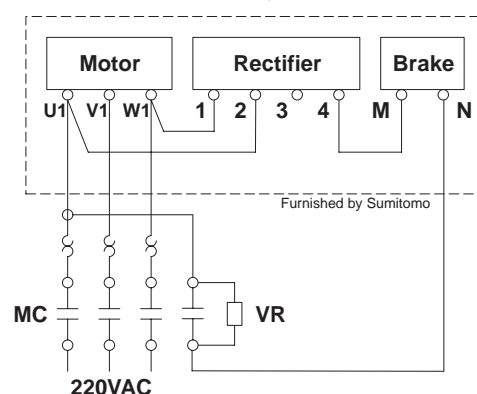 Motor Rectifier Brake
U1 V1 W1 1 2 3 4 M N
Furnished by Sumitomo
MC VR
220VAC